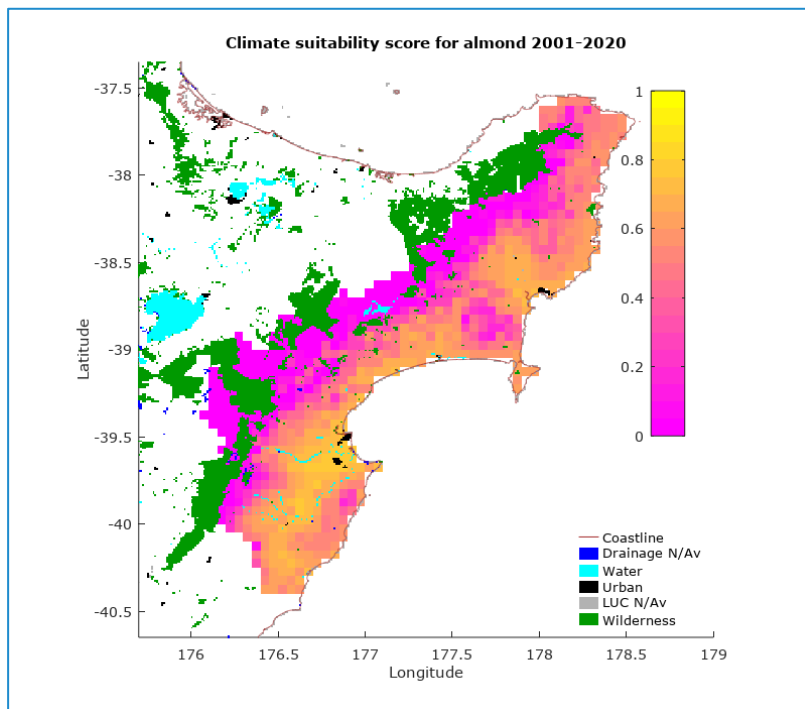 Climate suitability score for almond 2001-2020
-37.5
-38
-38.5
-39
-39.5
-40
-40.5
Latitude
176
176.5
177
177.5
178
178.5
179
Longitude
1
0.8
0.6
0.4
0.2
0
Coastline
Drainage N/Av
Water
Urban
LUC N/Av
Wilderness